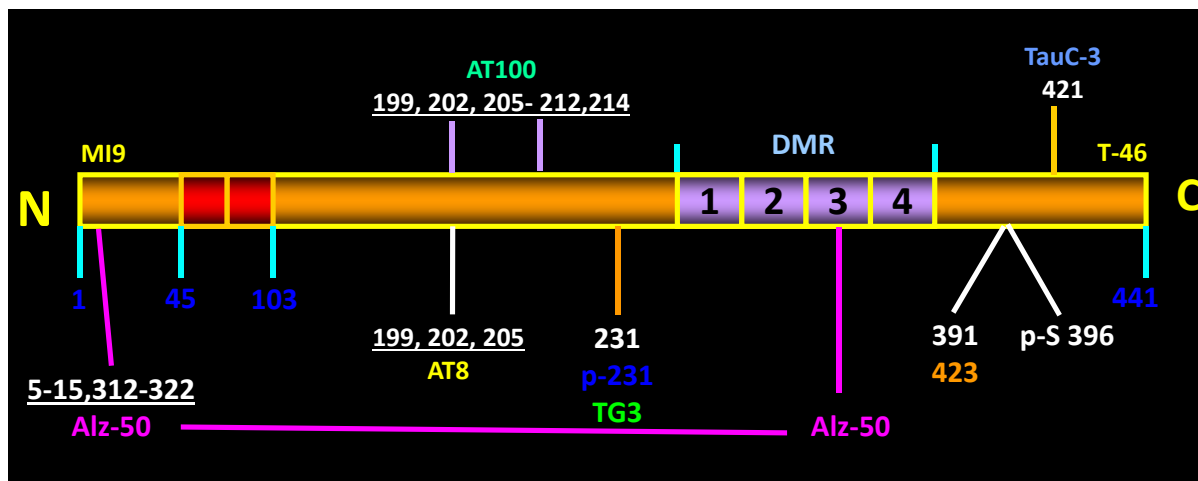 AT100
199, 202, 205- 212,214
TauC-3
421
MI9
DMR
T-46
N
1 2 3 4
C
1
45
103
441
5-15,312-322
Alz-50
199, 202, 205
AT8
231
p-231
TG3
Alz-50
391
423
p-S 396